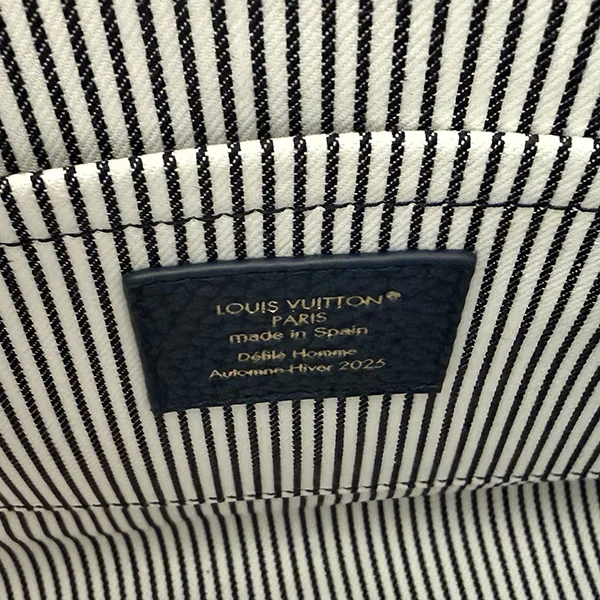 LOUIS VUITTON®
PARIS
made in Spain
Défilé Homme
Automne-Hiver 2025